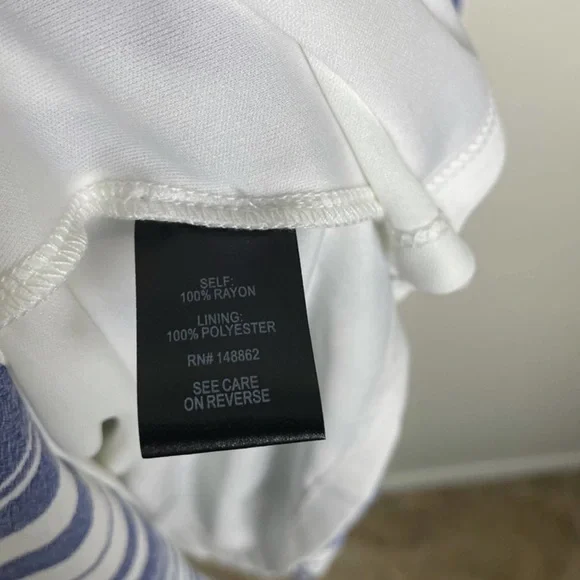 SELF:
100% RAYON
LINING:
100% POLYESTER
RN# 148862
SEE CARE
ON REVERSE